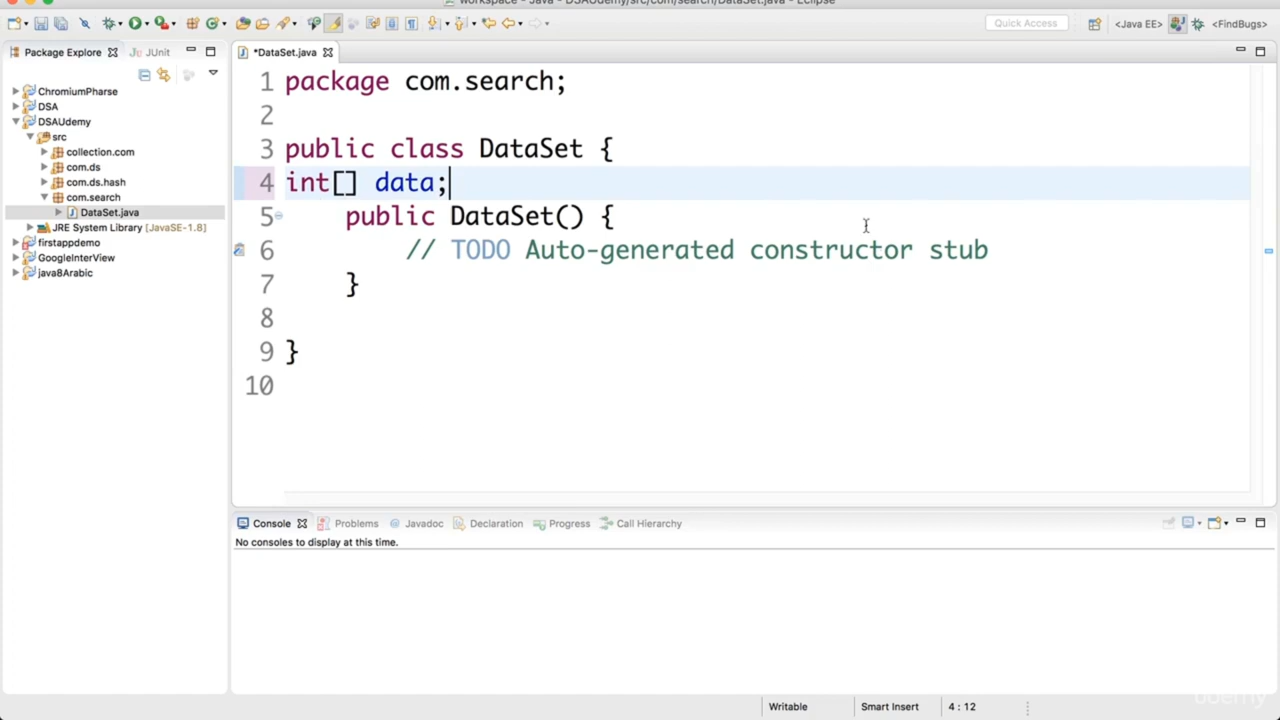 workspace - Java - DSAUdemy/src/com/search/DataSet.java - Eclipse
Quick Access
<Java EE>
<FindBugs>
Package Explore
JUnit
*DataSet.java
ChromiumPharse
DSA
DSAUdemy
src
collection.com
com.ds
com.ds.hash
com.search
DataSet.java
JRE System Library [JavaSE-1.8]
firstappdemo
GoogleInterView
java8Arabic
1 package com.search;
2
3 public class DataSet {
4 int[] data;
5 public DataSet() {
6 // TODO Auto-generated constructor stub
7 }
8
9 }
10
Console
Problems
@ Javadoc
Declaration
Progress
Call Hierarchy
No consoles to display at this time.
Writable
Smart Insert
4 : 12
udemy